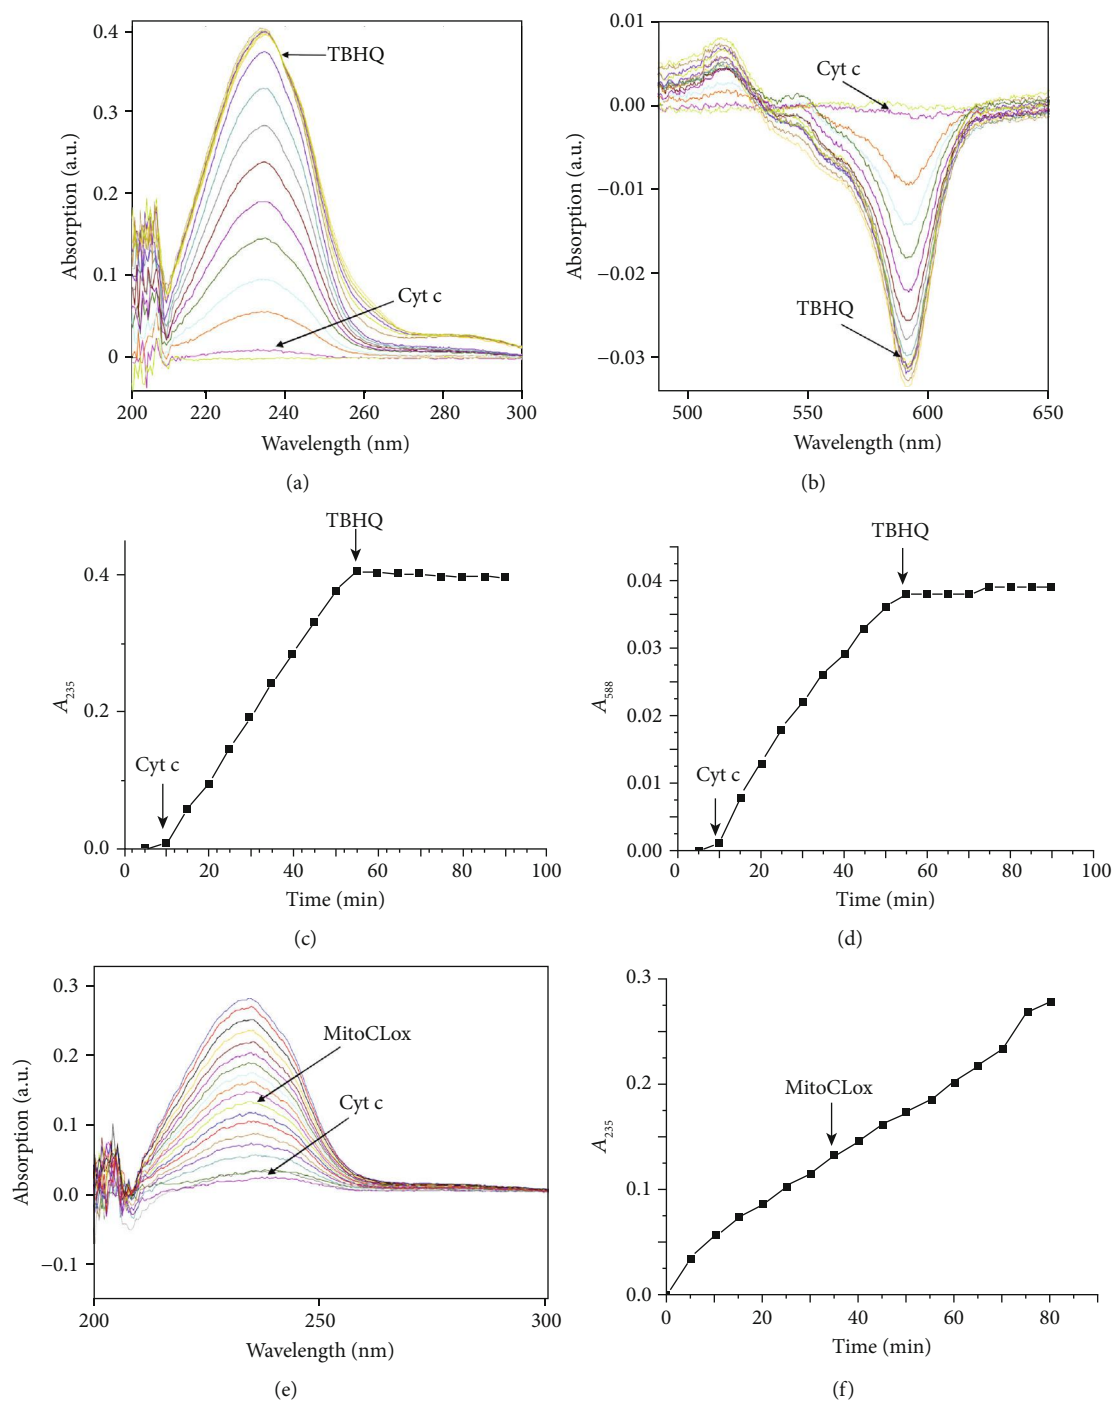 0.4
0.3
0.2
0.1
0
Absorption (a.u.)
TBHQ
Cyt c
200 220 240 260 280 300
Wavelength (nm)
(a)
0.01
0.00
−0.01
−0.02
−0.03
Absorption (a.u.)
Cyt c
TBHQ
500 550 600 650
Wavelength (nm)
(b)
TBHQ
0.4
0.2
0.0
A235
Cyt c
0 20 40 60 80 100
Time (min)
(c)
TBHQ
0.04
0.03
0.02
0.01
0.00
A588
Cyt c
0 20 40 60 80 100
Time (min)
(d)
0.3
0.2
0.1
0.0
−0.1
Absorption (a.u.)
MitoCLox
Cyt c
200 250 300
Wavelength (nm)
(e)
0.3
0.2
0.1
0.0
A235
MitoCLox
0 20 40 60 80
Time (min)
(f)